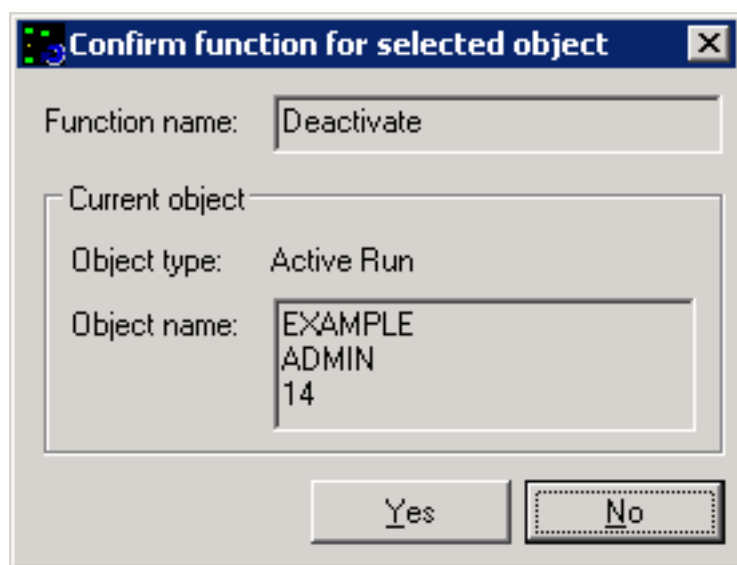 Confirm function for selected object
Function name: Deactivate
Current object
Object type: Active Run
Object name: EXAMPLE
ADMIN
14
Yes No